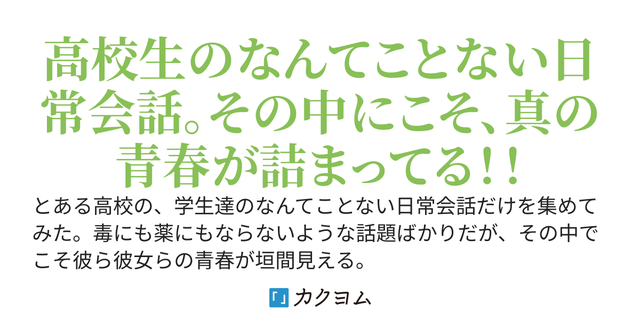 高校生のなんてことない日
常会話。その中にこそ、真の
青春が詰まってる！！
とある高校の、学生達のなんてことない日常会話だけを集めて
みた。毒にも薬にもならないような話題ばかりだが、その中で
こそ彼ら彼女らの青春が垣間見える。
「」カクヨム